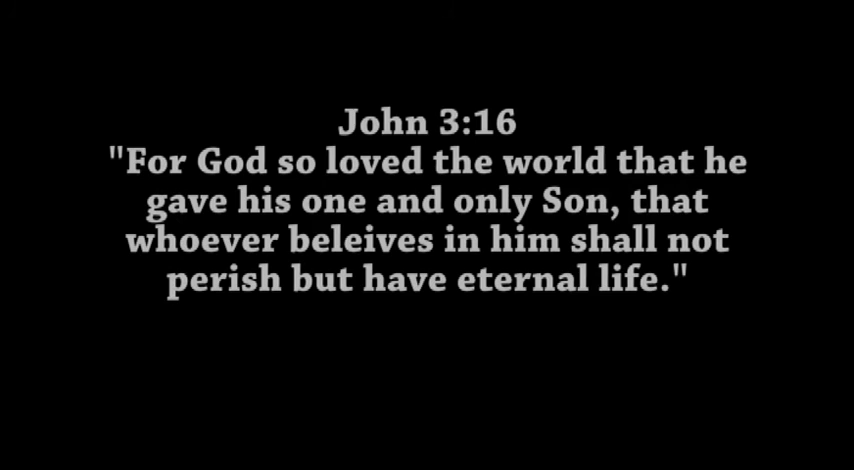 John 3:16
"For God so loved the world that he
gave his one and only Son, that
whoever beleives in him shall not
perish but have eternal life."